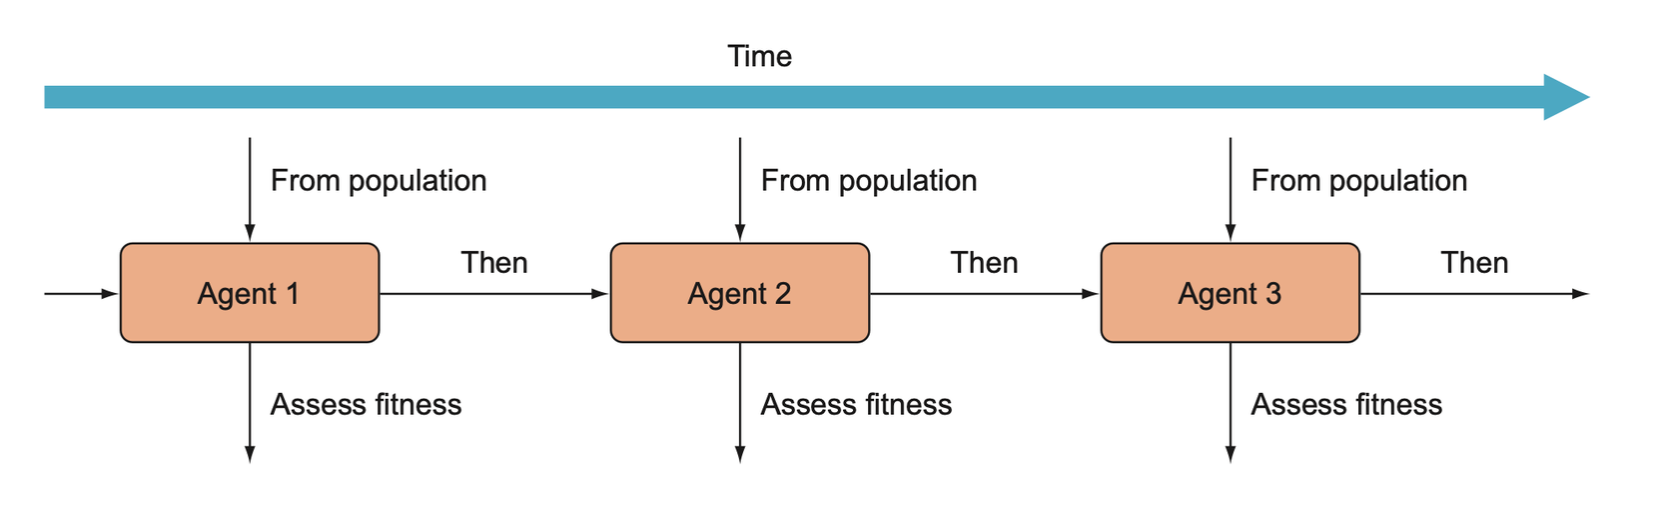 Time
From population
From population
From population
Then
Then
Then
Agent 1
Agent 2
Agent 3
Assess fitness
Assess fitness
Assess fitness